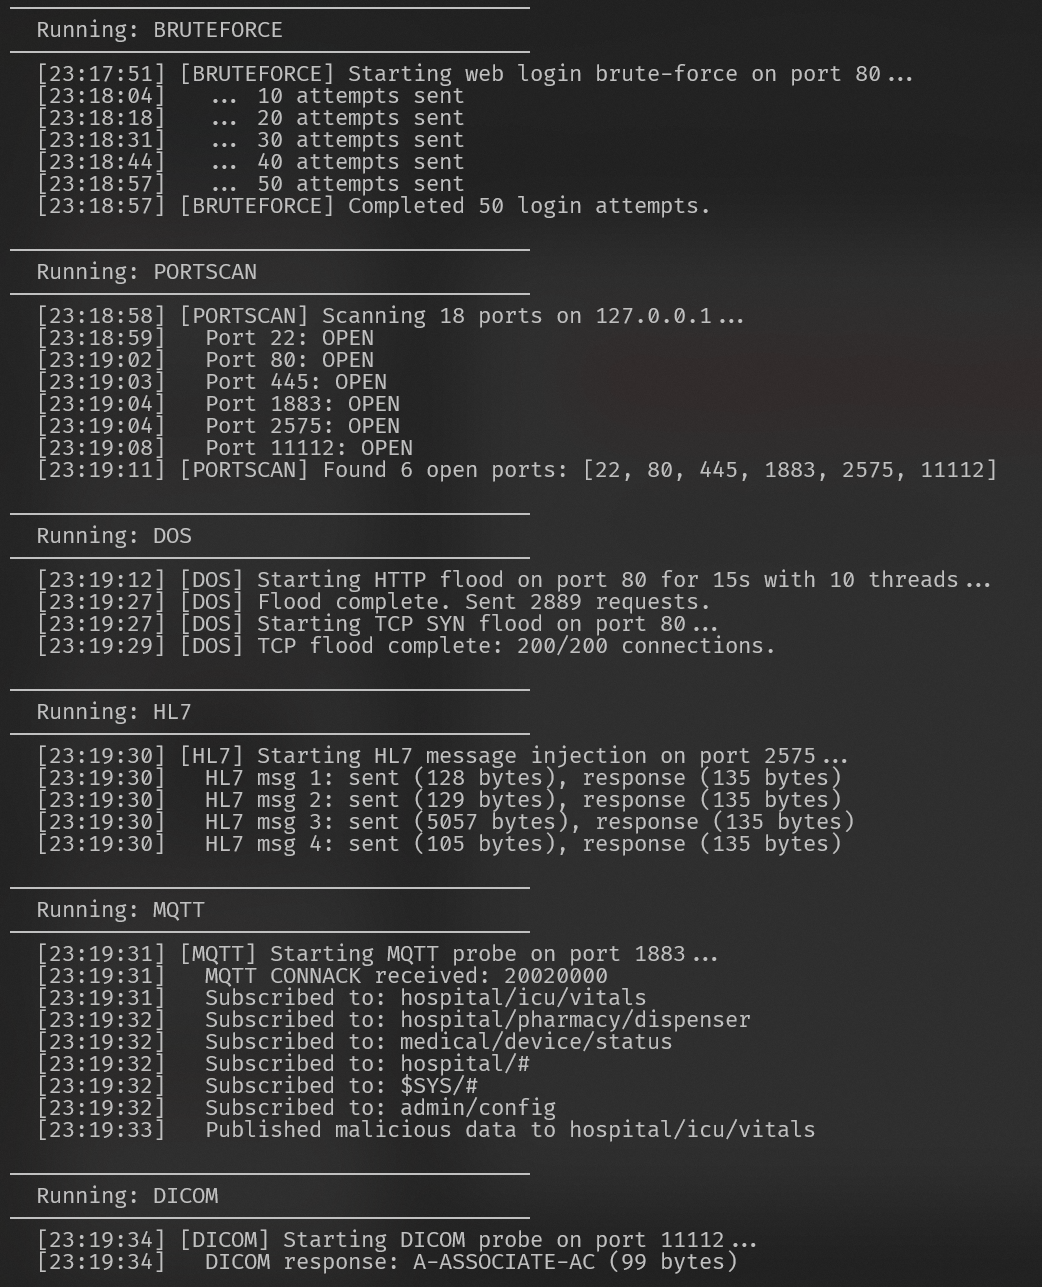 Running: BRUTEFORCE
[23:17:51] [BRUTEFORCE] Starting web login brute-force on port 80...
[23:18:04]   ... 10 attempts sent
[23:18:18]   ... 20 attempts sent
[23:18:31]   ... 30 attempts sent
[23:18:44]   ... 40 attempts sent
[23:18:57]   ... 50 attempts sent
[23:18:57] [BRUTEFORCE] Completed 50 login attempts.
Running: PORTSCAN
[23:18:58] [PORTSCAN] Scanning 18 ports on 127.0.0.1...
[23:18:59]   Port 22: OPEN
[23:19:02]   Port 80: OPEN
[23:19:03]   Port 445: OPEN
[23:19:04]   Port 1883: OPEN
[23:19:04]   Port 2575: OPEN
[23:19:08]   Port 11112: OPEN
[23:19:11] [PORTSCAN] Found 6 open ports: [22, 80, 445, 1883, 2575, 11112]
Running: DOS
[23:19:12] [DOS] Starting HTTP flood on port 80 for 15s with 10 threads...
[23:19:27] [DOS] Flood complete. Sent 2889 requests.
[23:19:27] [DOS] Starting TCP SYN flood on port 80...
[23:19:29] [DOS] TCP flood complete: 200/200 connections.
Running: HL7
[23:19:30] [HL7] Starting HL7 message injection on port 2575...
[23:19:30]   HL7 msg 1: sent (128 bytes), response (135 bytes)
[23:19:30]   HL7 msg 2: sent (129 bytes), response (135 bytes)
[23:19:30]   HL7 msg 3: sent (5057 bytes), response (135 bytes)
[23:19:30]   HL7 msg 4: sent (105 bytes), response (135 bytes)
Running: MQTT
[23:19:31] [MQTT] Starting MQTT probe on port 1883...
[23:19:31]   MQTT CONNACK received: 20020000
[23:19:31]   Subscribed to: hospital/icu/vitals
[23:19:32]   Subscribed to: hospital/pharmacy/dispenser
[23:19:32]   Subscribed to: medical/device/status
[23:19:32]   Subscribed to: hospital/#
[23:19:32]   Subscribed to: $SYS/#
[23:19:32]   Subscribed to: admin/config
[23:19:33]   Published malicious data to hospital/icu/vitals
Running: DICOM
[23:19:34] [DICOM] Starting DICOM probe on port 11112...
[23:19:34]   DICOM response: A-ASSOCIATE-AC (99 bytes)